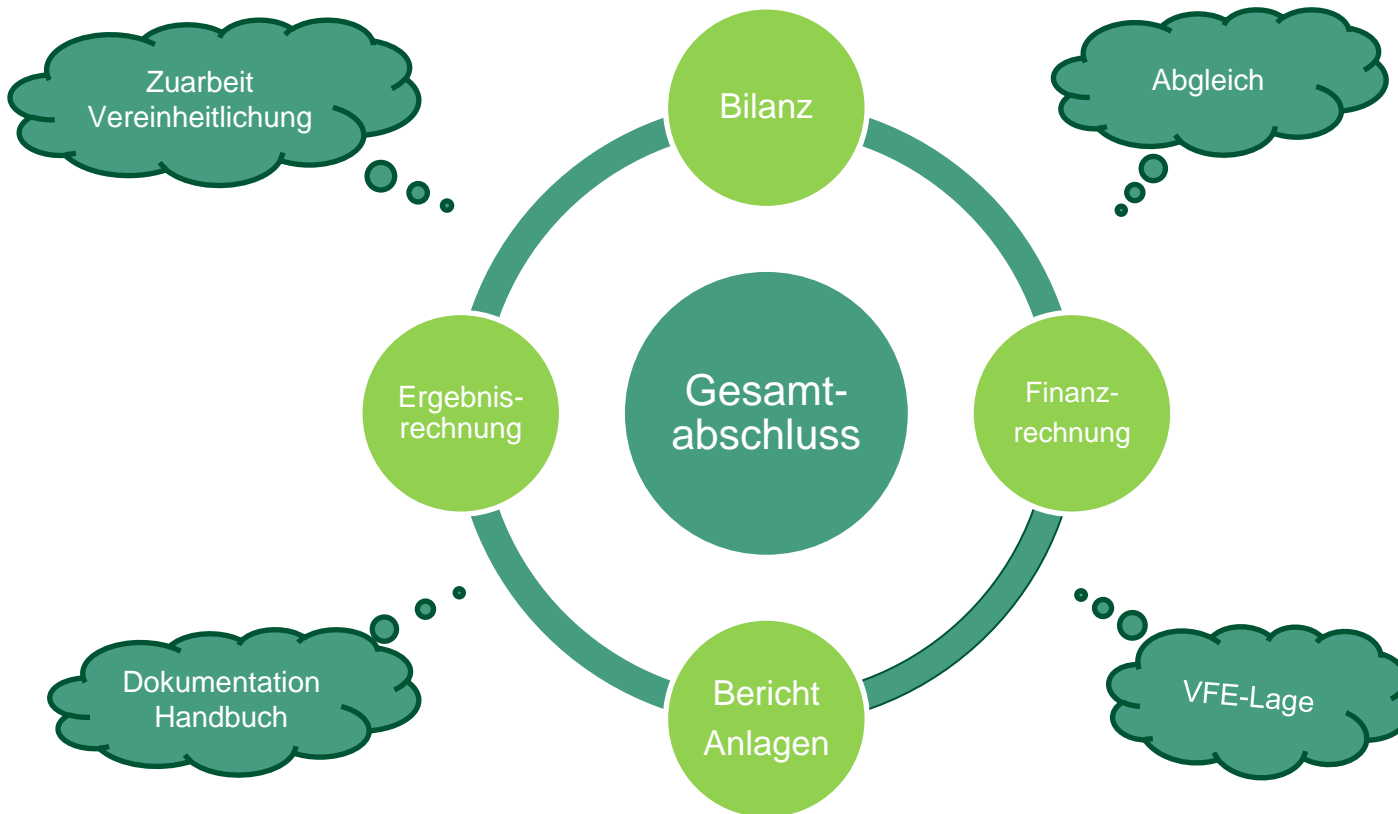 Zuarbeit
Vereinheitlichung
Bilanz
Abgleich
Ergebnis-
rechnung
Gesamt-
abschluss
Finanz-
rechnung
Dokumentation
Handbuch
Bericht
Anlagen
VFE-Lage